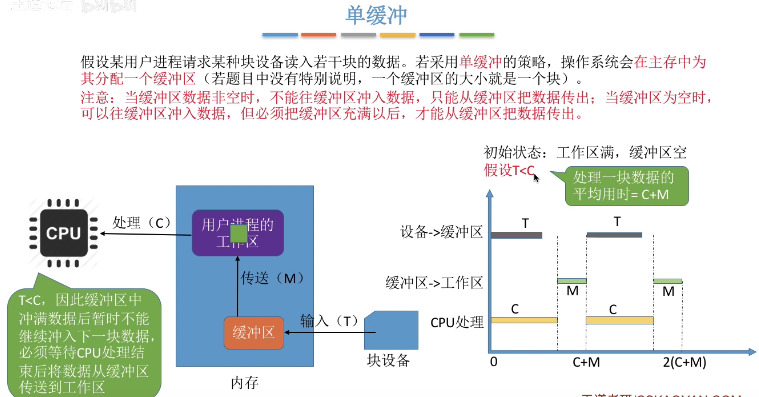 单缓冲
假设某用户进程请求某种块设备读入若干块的数据。若采用单缓冲的策略，操作系统会在主存中为
其分配一个缓冲区（若题目中没有特别说明，一个缓冲区的大小就是一个块）。
注意：当缓冲区数据非空时，不能往缓冲区冲入数据，只能从缓冲区把数据传出；当缓冲区为空时，
可以往缓冲区冲入数据，但必须把缓冲区充满以后，才能从缓冲区把数据传出。
初始状态：工作区满，缓冲区空
假设T<C
处理一块数据的
平均用时= C+M
CPU
处理（C）
用户进程的
工作区
传送（M）
缓冲区
输入（T）
块设备
内存
T<C，因此缓冲区中
冲满数据后暂时不能
继续冲入下一块数据，
必须等待CPU处理结
束后将数据从缓冲区
传送到工作区
设备->缓冲区
T
T
缓冲区->工作区
M
M
CPU处理
C
C
0
C+M
2(C+M)